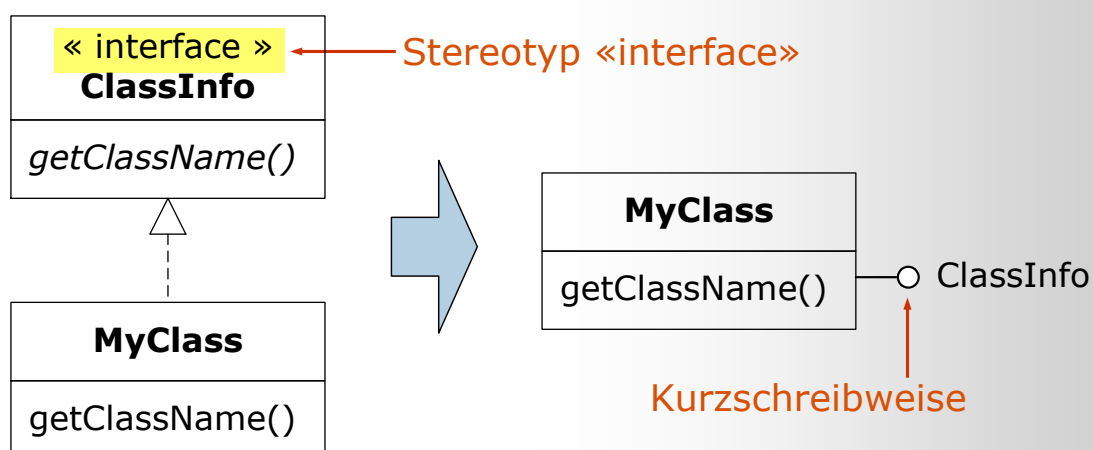 « interface »
Stereotyp «interface»
ClassInfo
getClassName()
MyClass
getClassName()
MyClass
getClassName()
ClassInfo
Kurzschreibweise